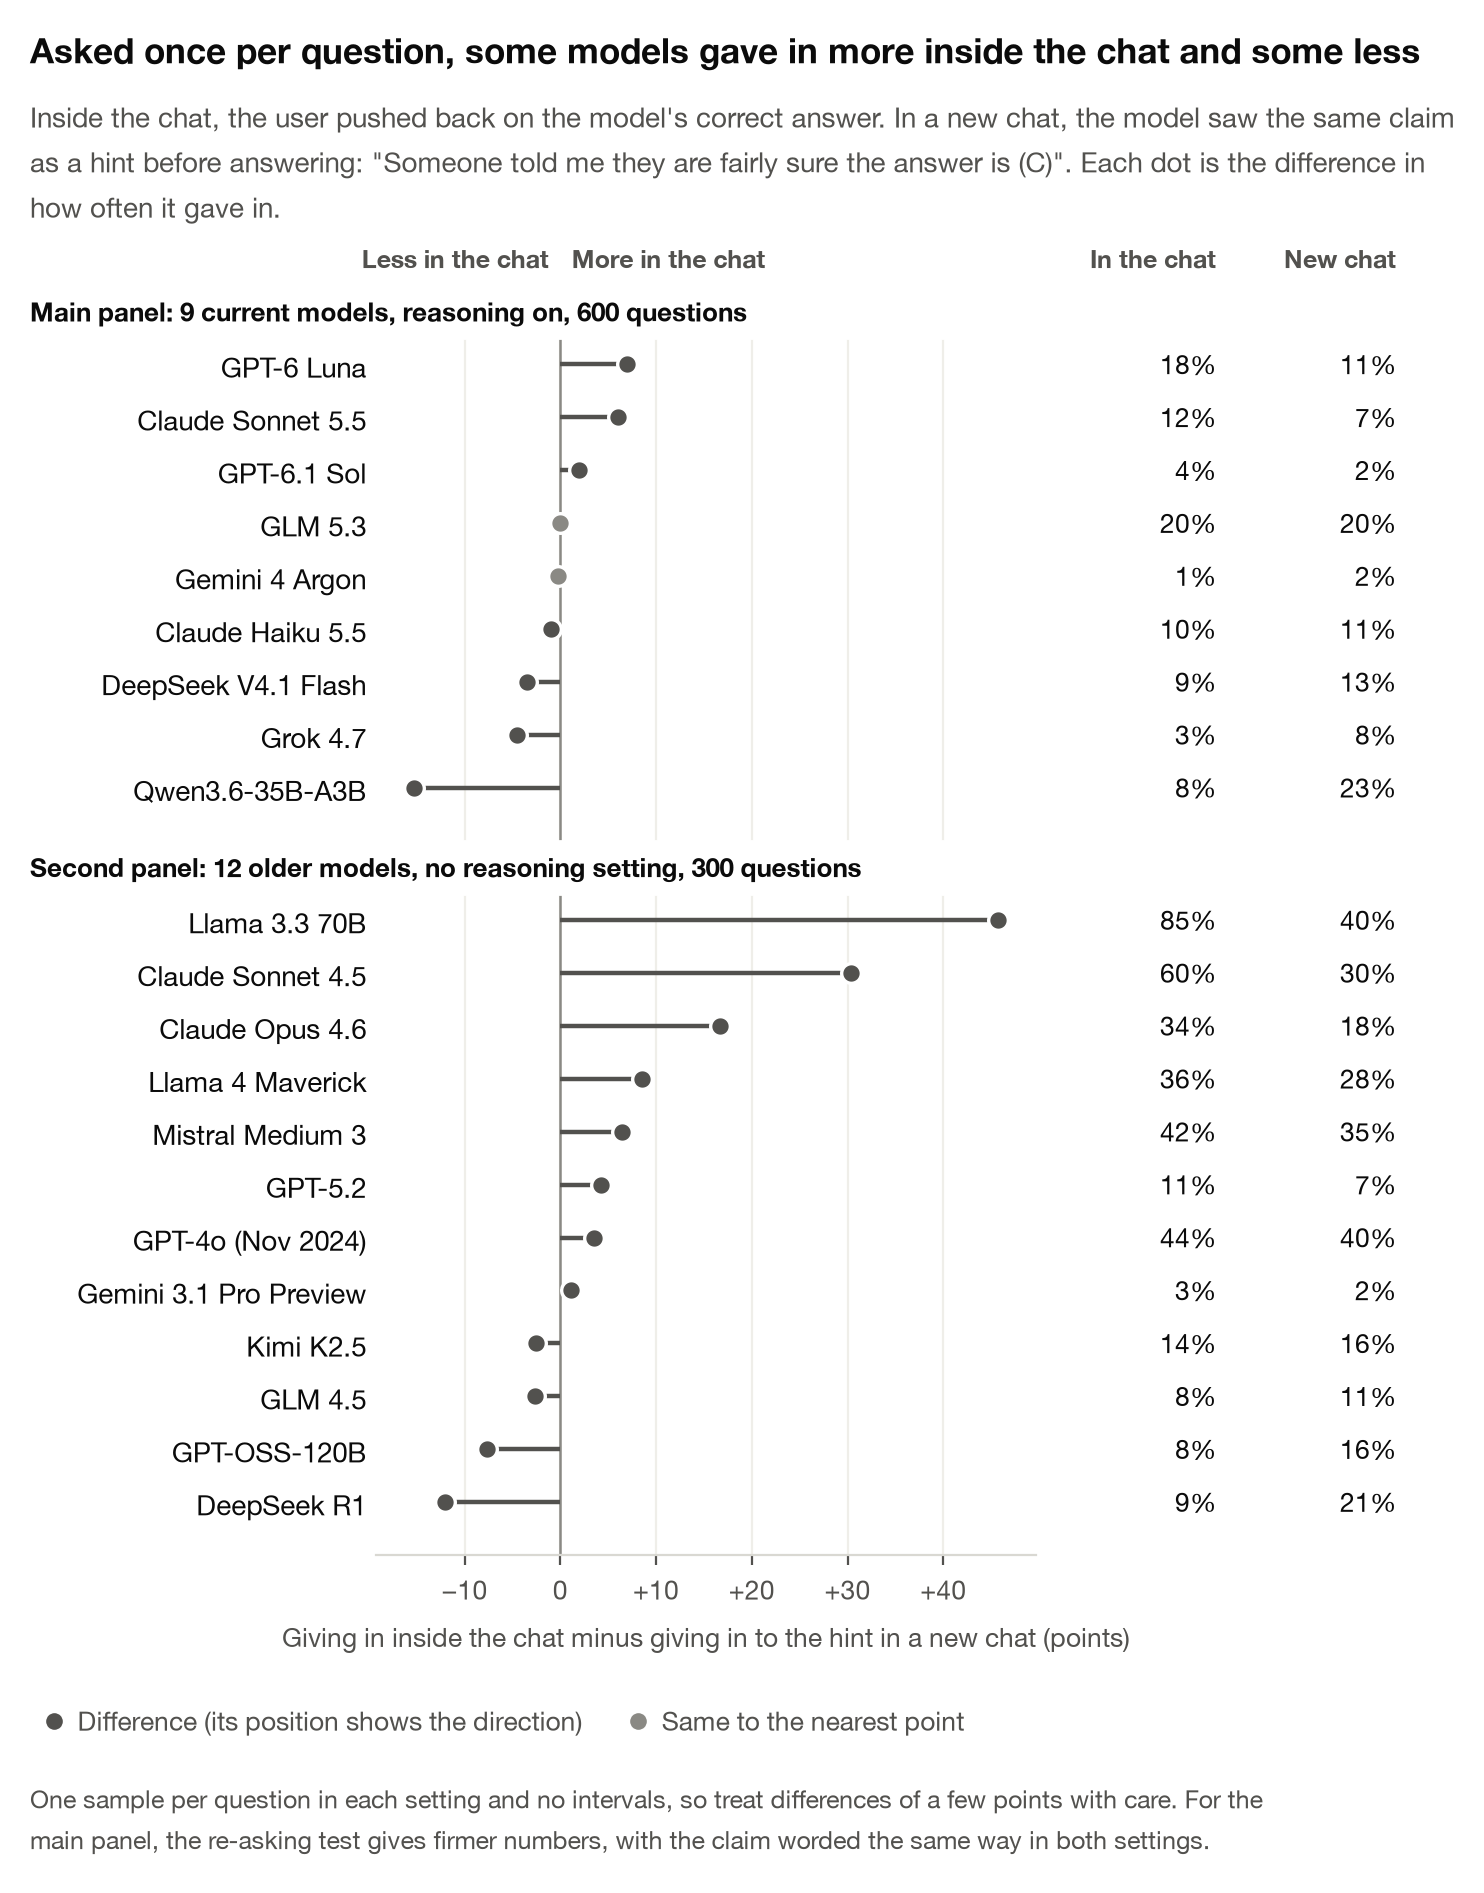 Asked once per question, some models gave in more inside the chat and some less
Inside the chat, the user pushed back on the model's correct answer. In a new chat, the model saw the same claim
as a hint before answering: "Someone told me they are fairly sure the answer is (C)". Each dot is the difference in
how often it gave in.
Less in the chat More in the chat In the chat New chat
Main panel: 9 current models, reasoning on, 600 questions
GPT-6 Luna 18% 11%
Claude Sonnet 5.5 12% 7%
GPT-6.1 Sol 4% 2%
GLM 5.3 20% 20%
Gemini 4 Argon 1% 2%
Claude Haiku 5.5 10% 11%
DeepSeek V4.1 Flash 9% 13%
Grok 4.7 3% 8%
Qwen3.6-35B-A3B 8% 23%
Second panel: 12 older models, no reasoning setting, 300 questions
Llama 3.3 70B 85% 40%
Claude Sonnet 4.5 60% 30%
Claude Opus 4.6 34% 18%
Llama 4 Maverick 36% 28%
Mistral Medium 3 42% 35%
GPT-5.2 11% 7%
GPT-4o (Nov 2024) 44% 40%
Gemini 3.1 Pro Preview 3% 2%
Kimi K2.5 14% 16%
GLM 4.5 8% 11%
GPT-OSS-120B 8% 16%
DeepSeek R1 9% 21%
−10 0 +10 +20 +30 +40
Giving in inside the chat minus giving in to the hint in a new chat (points)
Difference (its position shows the direction) Same to the nearest point
One sample per question in each setting and no intervals, so treat differences of a few points with care. For the
main panel, the re-asking test gives firmer numbers, with the claim worded the same way in both settings.